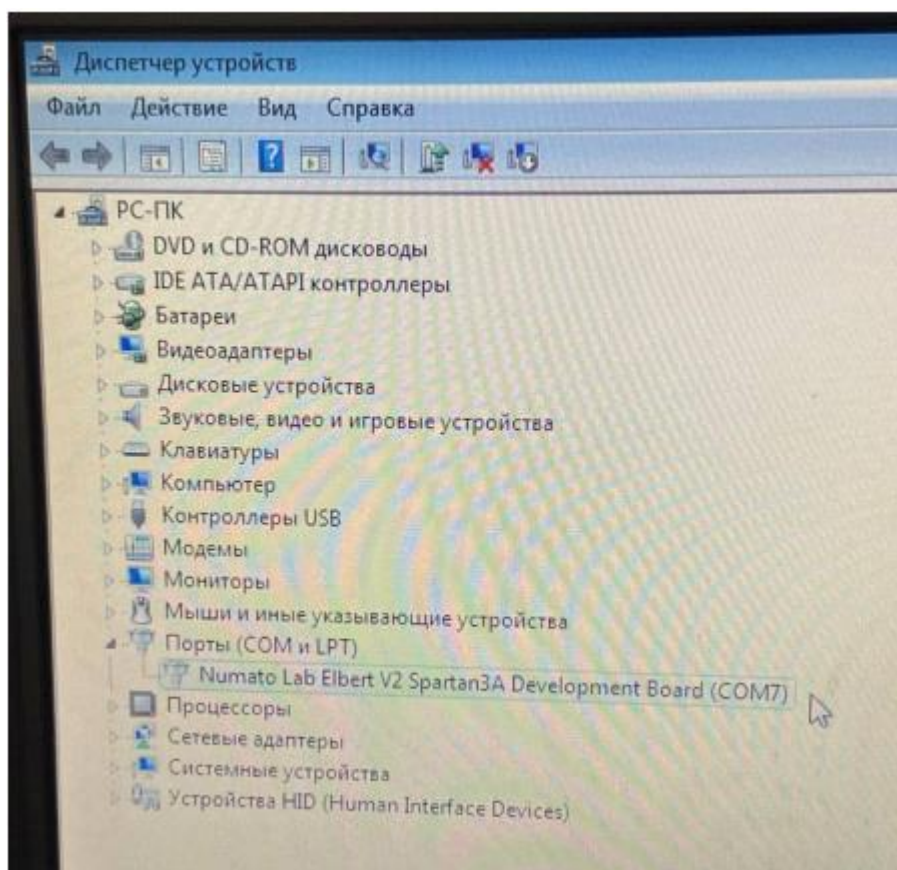 Диспетчер устройств
Файл Действие Вид Справка
PC-ПК
DVD и CD-ROM дисководы
IDE ATA/ATAPI контроллеры
Батареи
Видеоадаптеры
Дисковые устройства
Звуковые, видео и игровые устройства
Клавиатуры
Компьютер
Контроллеры USB
Модемы
Мониторы
Мыши и иные указывающие устройства
Порты (COM и LPT)
Numato Lab Elbert V2 Spartan3A Development Board (COM7)
Процессоры
Сетевые адаптеры
Системные устройства
Устройства HID (Human Interface Devices)